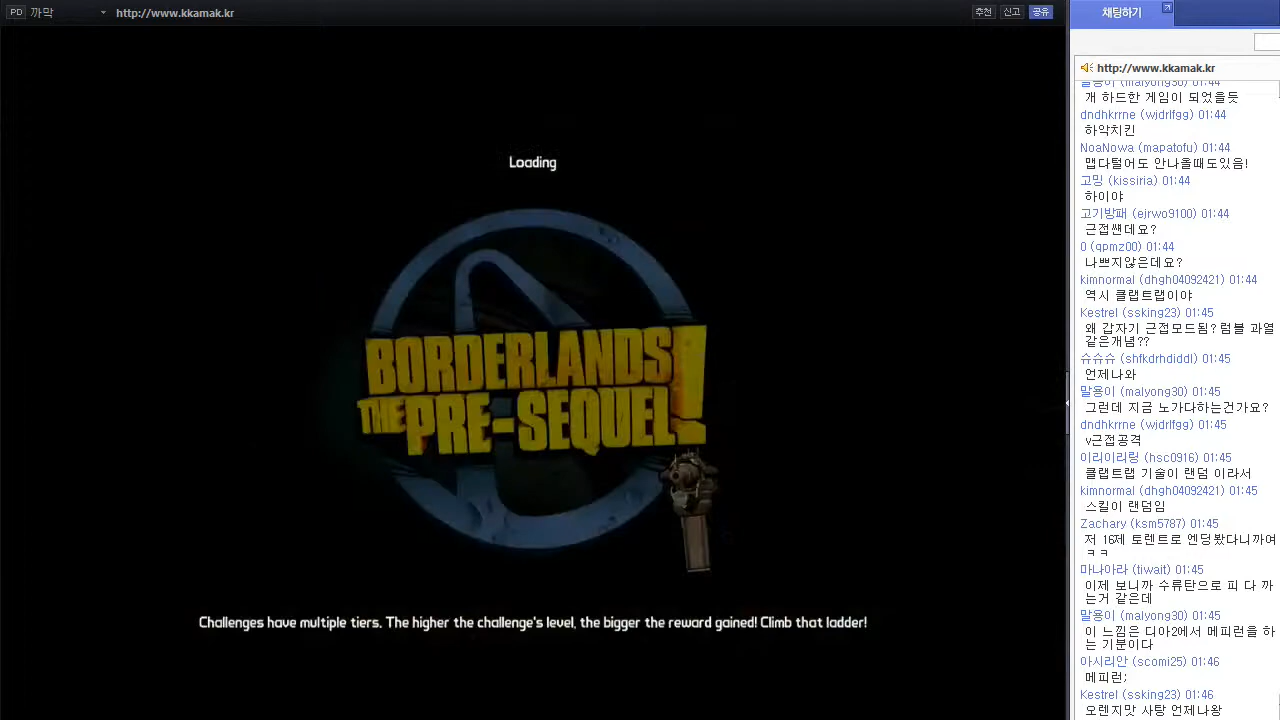 PD 까막
http://www.kkamak.kr
추천 신고 공유
채팅하기
http://www.kkamak.kr
Loading
BORDERLANDS
THE PRE-SEQUEL!
Challenges have multiple tiers. The higher the challenge's level, the bigger the reward gained! Climb that ladder!
말용이 (malyong30) 01:44
개 하드한 게임이 되었을듯
dndhkrrne (wjdrlfgg) 01:44
하악치킨
NoaNowa (mapatofu) 01:44
맵다털어도 안나올때도있음!
고밍 (kissiria) 01:44
하이야
고기방패 (ejrwo9100) 01:44
근접쌘데요?
0 (qpmz00) 01:44
나쁘지않은데요?
kimnormal (dhgh04092421) 01:44
역시 클랩트랩이야
Kestrel (ssking23) 01:45
왜 갑자기 근접모드됨? 럼블 과열
같은개념??
슈슈슈 (shfkdrhdiddl) 01:45
언제나와
말용이 (malyong30) 01:45
그런데 지금 노가다하는건가요?
dndhkrrne (wjdrlfgg) 01:45
v근접공격
이리이리링 (hsc0916) 01:45
클랩트랩 기술이 랜덤 이라서
kimnormal (dhgh04092421) 01:45
스킬이 랜덤임
Zachary (ksm5787) 01:45
저 16제 토렌트로 엔딩봤다니까여
ㅋㅋ
마나아라 (tiwait) 01:45
이제 보니까 수류탄으로 피 다 까
는거 같은데
말용이 (malyong30) 01:45
이 느낌은 디아2에서 메피런을 하
는 기분이다
아시리안 (scomi25) 01:46
메피런;
Kestrel (ssking23) 01:46
오렌지맛 사탕 언제나왕